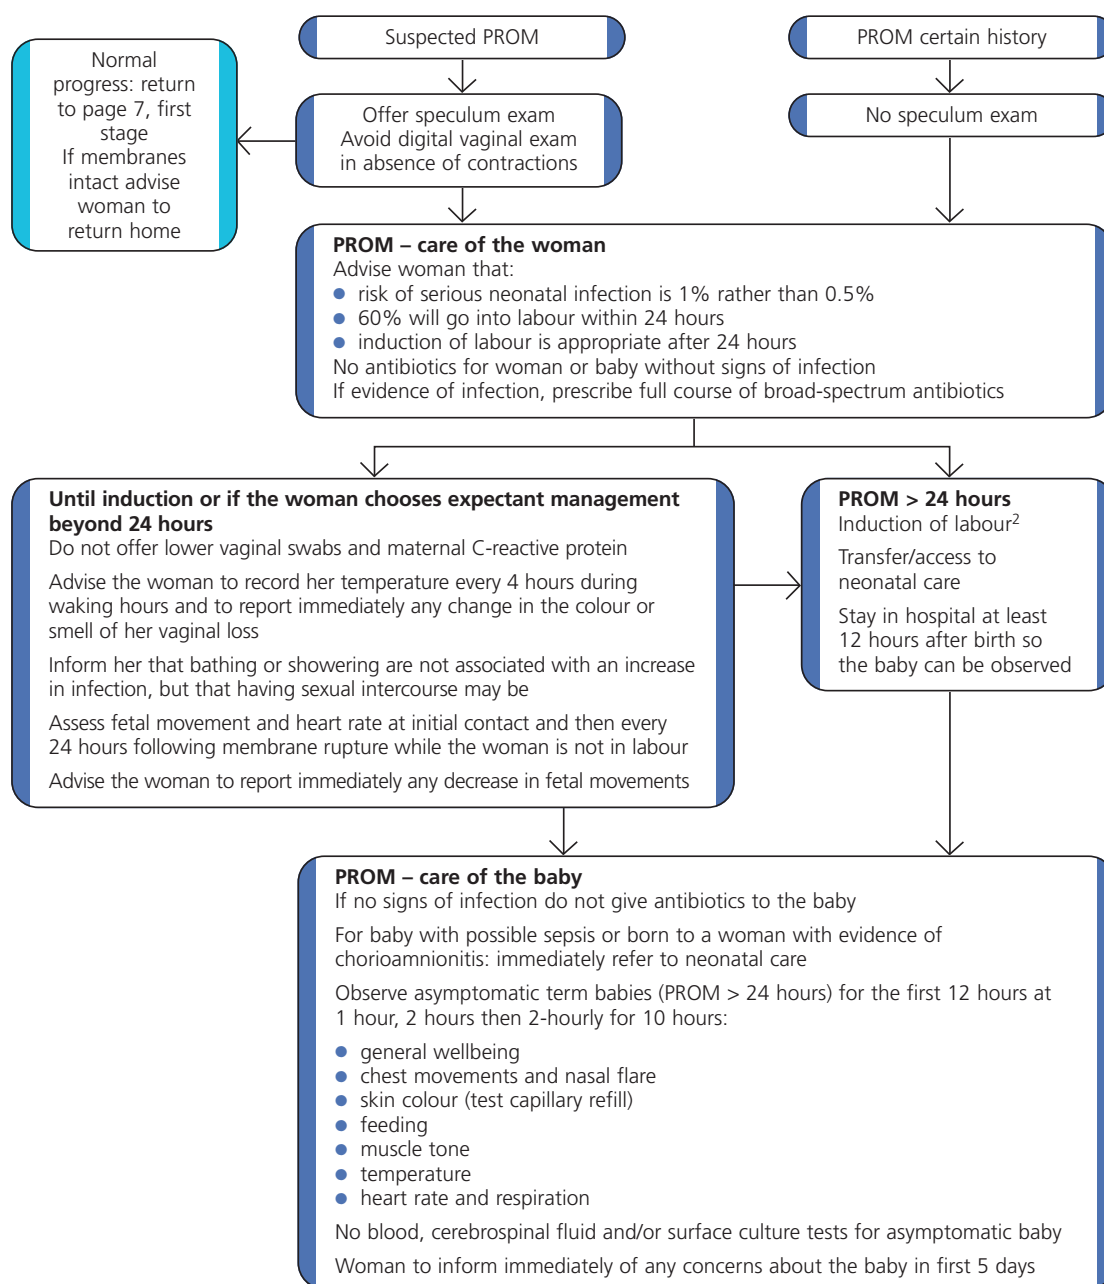 Suspected PROM
PROM certain history
Normal
progress: return
to page 7, first
stage
If membranes
intact advise
woman to
return home
Offer speculum exam
Avoid digital vaginal exam
in absence of contractions
No speculum exam
PROM – care of the woman
Advise woman that:
● risk of serious neonatal infection is 1% rather than 0.5%
● 60% will go into labour within 24 hours
● induction of labour is appropriate after 24 hours
No antibiotics for woman or baby without signs of infection
If evidence of infection, prescribe full course of broad-spectrum antibiotics
Until induction or if the woman chooses expectant management
beyond 24 hours
Do not offer lower vaginal swabs and maternal C-reactive protein
Advise the woman to record her temperature every 4 hours during
waking hours and to report immediately any change in the colour or
smell of her vaginal loss
Inform her that bathing or showering are not associated with an increase
in infection, but that having sexual intercourse may be
Assess fetal movement and heart rate at initial contact and then every
24 hours following membrane rupture while the woman is not in labour
Advise the woman to report immediately any decrease in fetal movements
PROM > 24 hours
Induction of labour²
Transfer/access to
neonatal care
Stay in hospital at least
12 hours after birth so
the baby can be observed
PROM – care of the baby
If no signs of infection do not give antibiotics to the baby
For baby with possible sepsis or born to a woman with evidence of
chorioamnionitis: immediately refer to neonatal care
Observe asymptomatic term babies (PROM > 24 hours) for the first 12 hours at
1 hour, 2 hours then 2-hourly for 10 hours:
● general wellbeing
● chest movements and nasal flare
● skin colour (test capillary refill)
● feeding
● muscle tone
● temperature
● heart rate and respiration
No blood, cerebrospinal fluid and/or surface culture tests for asymptomatic baby
Woman to inform immediately of any concerns about the baby in first 5 days